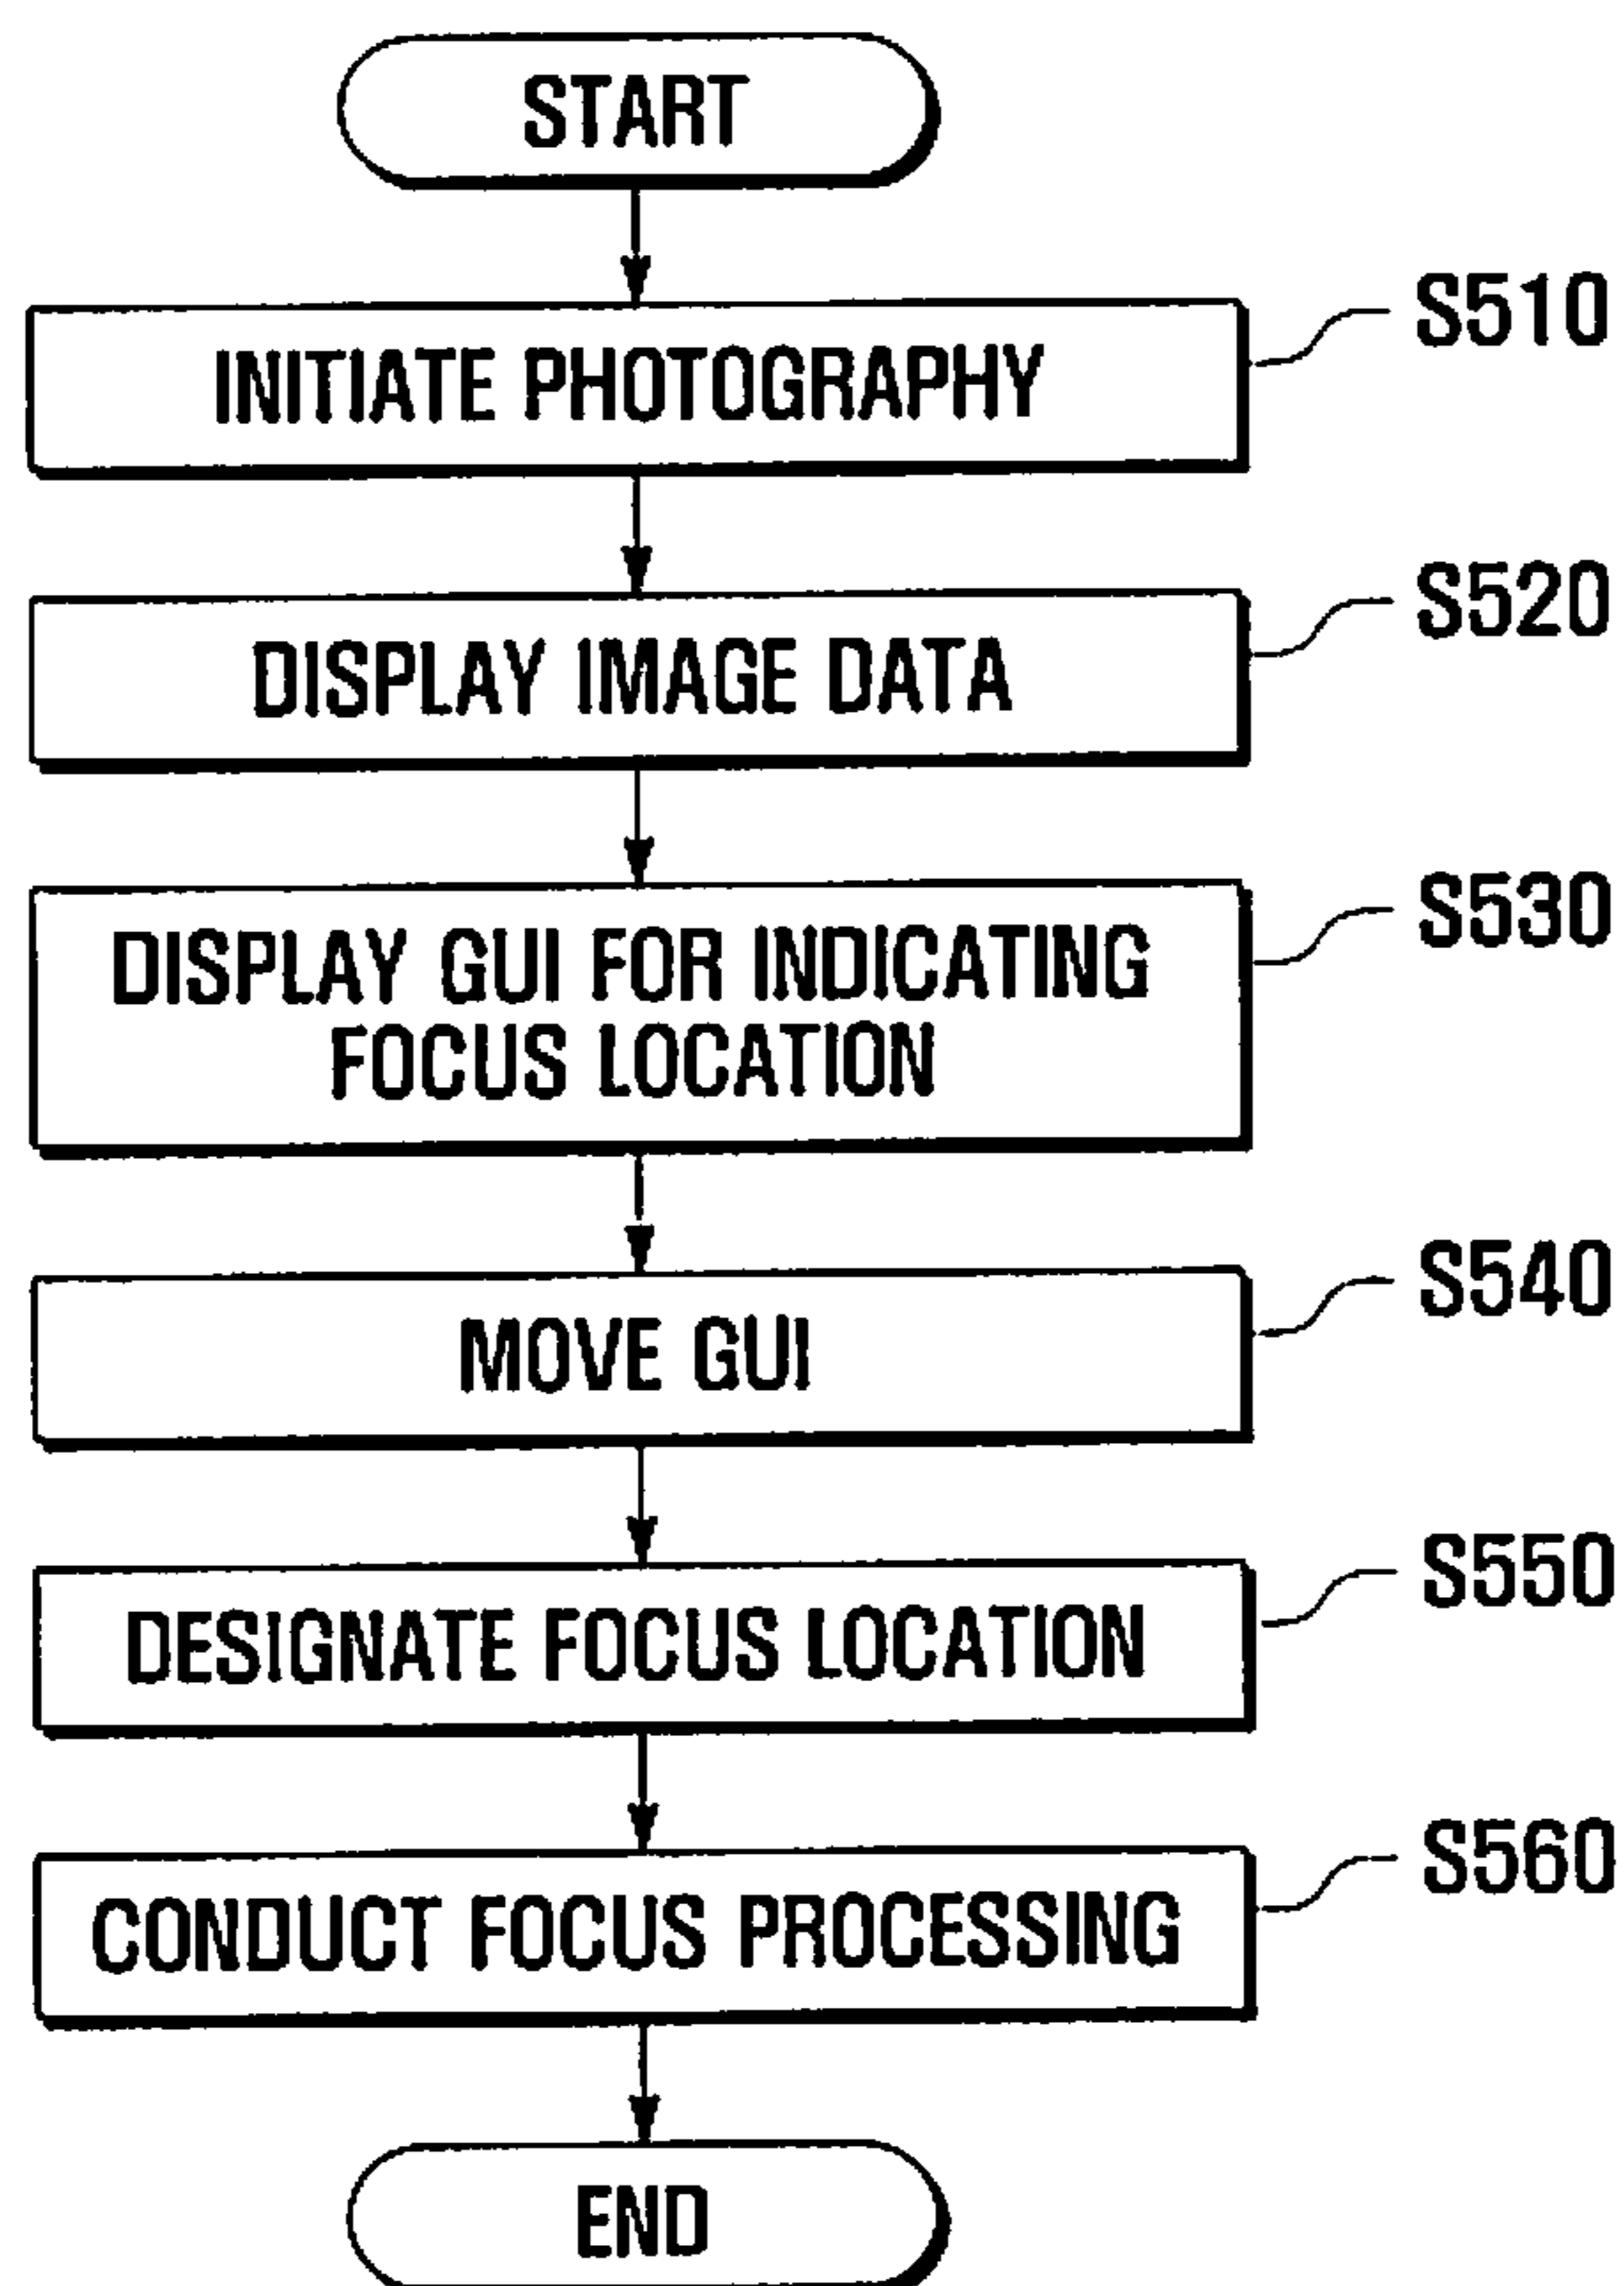 START
INITIATE PHOTOGRAPHY
S510
DISPLAY IMAGE DATA
S520
DISPLAY GUI FOR INDICATING
FOCUS LOCATION
S530
MOVE GUI
S540
DESIGNATE FOCUS LOCATION
S550
CONDUCT FOCUS PROCESSING
S560
END